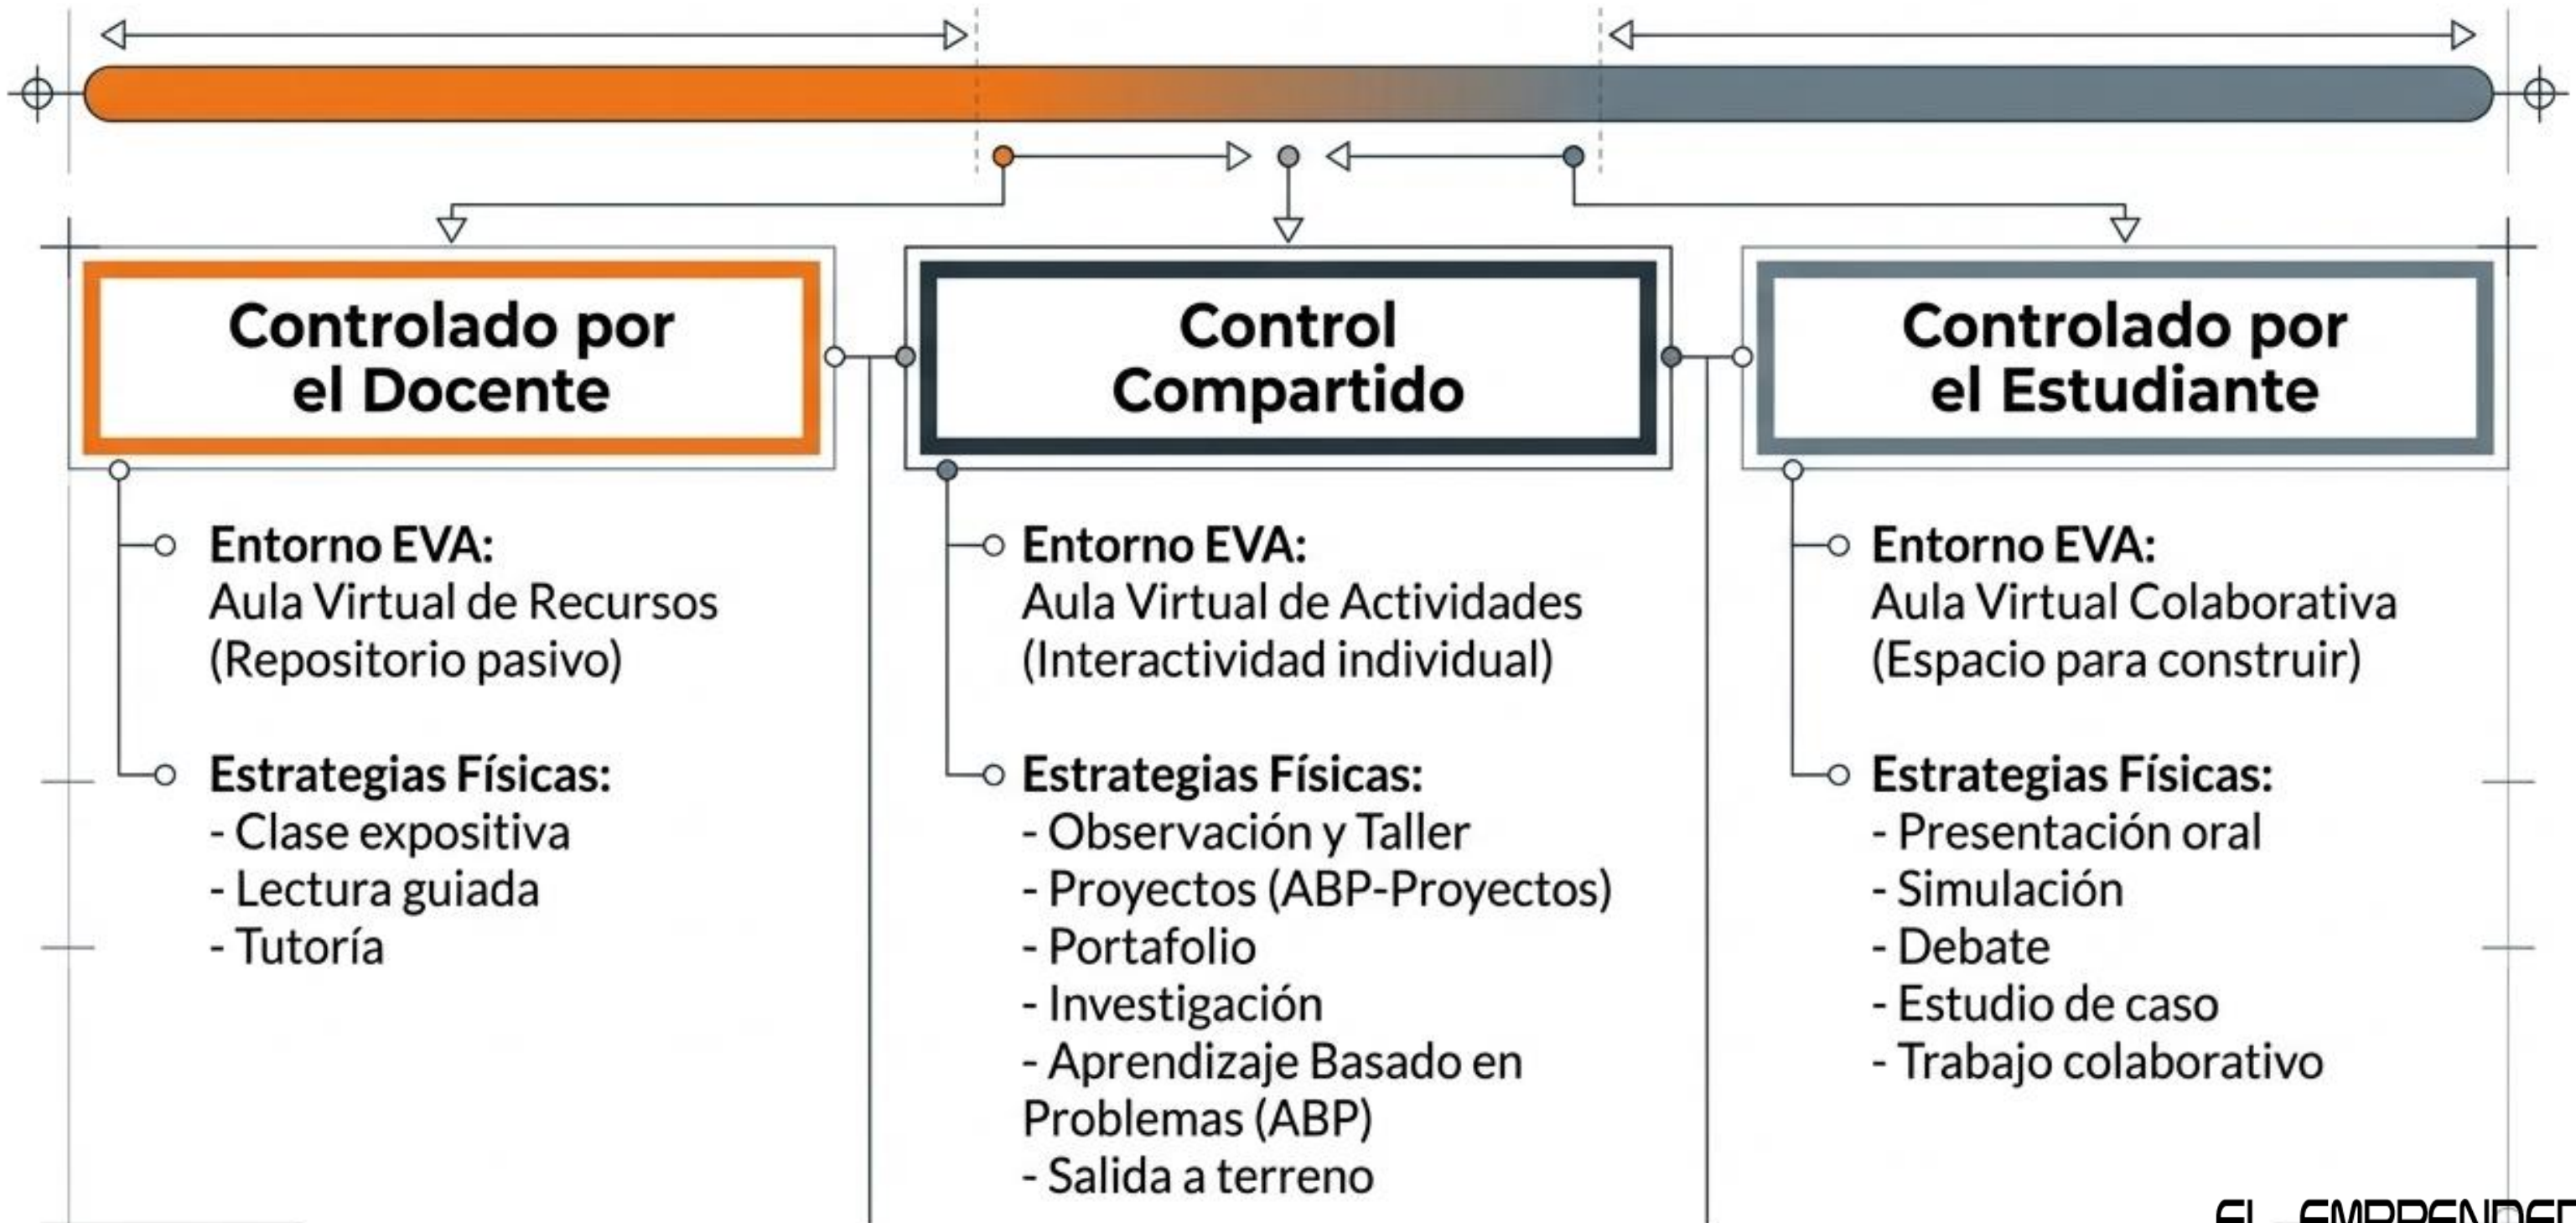 Controlado por
el Docente
Entorno EVA:
Aula Virtual de Recursos
(Repositorio pasivo)
Estrategias Físicas:
- Clase expositiva
- Lectura guiada
- Tutoría
Control
Compartido
Entorno EVA:
Aula Virtual de Actividades
(Interactividad individual)
Estrategias Físicas:
- Observación y Taller
- Proyectos (ABP-Proyectos)
- Portafolio
- Investigación
- Aprendizaje Basado en
Problemas (ABP)
- Salida a terreno
Controlado por
el Estudiante
Entorno EVA:
Aula Virtual Colaborativa
(Espacio para construir)
Estrategias Físicas:
- Presentación oral
- Simulación
- Debate
- Estudio de caso
- Trabajo colaborativo